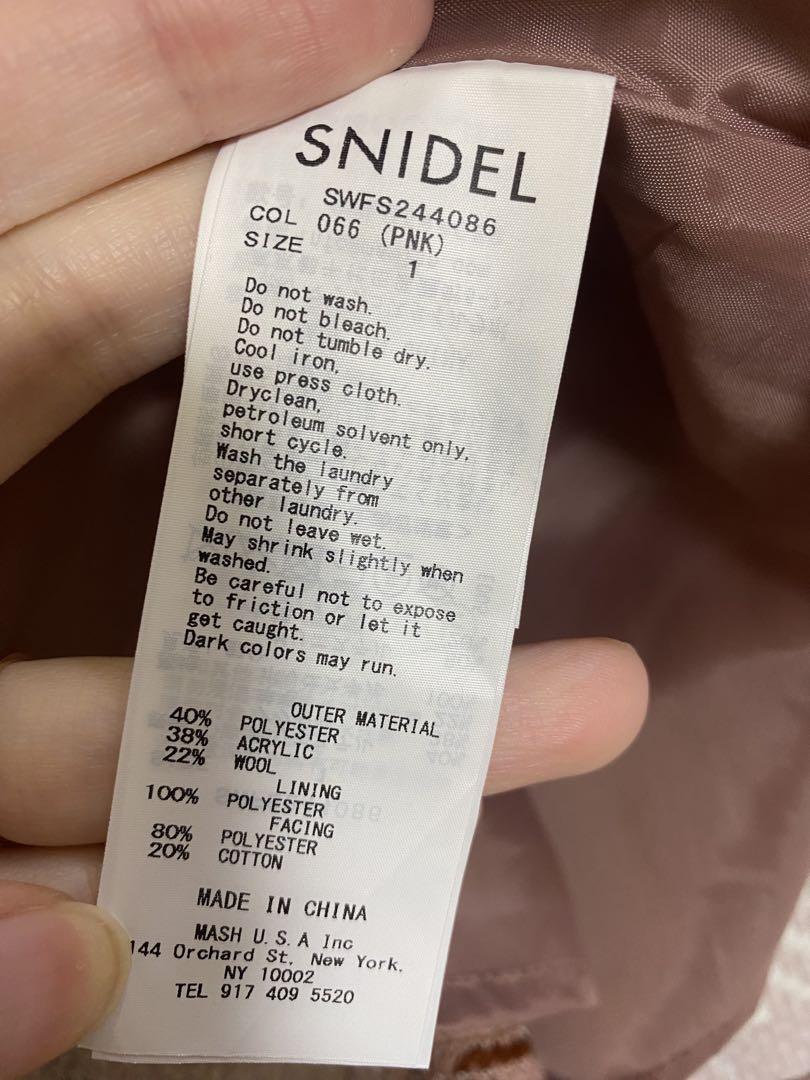 SNIDEL
SWFS244086
COL 066 (PNK)
SIZE 1
Do not wash.
Do not bleach.
Do not tumble dry.
Cool iron,
use press cloth.
Dryclean,
petroleum solvent only,
short cycle.
Wash the laundry
separately from
other laundry.
Do not leave wet.
May shrink slightly when
washed.
Be careful not to expose
to friction or let it
get caught.
Dark colors may run.
OUTER MATERIAL
40% POLYESTER
38% ACRYLIC
22% WOOL
LINING
100% POLYESTER
FACING
80% POLYESTER
20% COTTON
MADE IN CHINA
MASH U.S.A Inc
144 Orchard St, New York,
NY 10002
TEL 917 409 5520